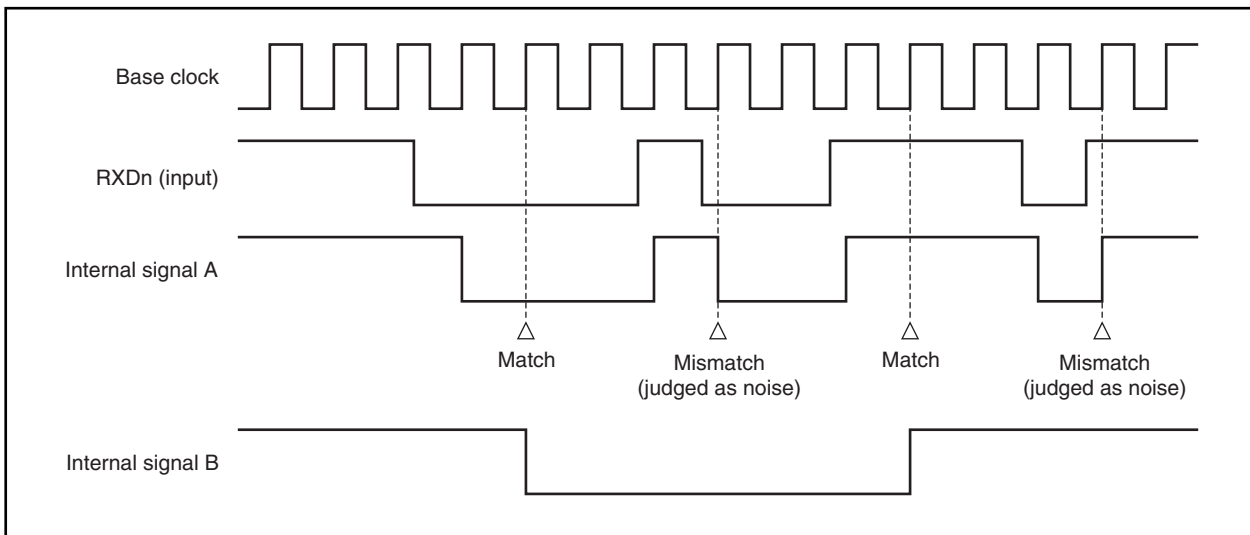 Base clock
RXDn (input)
Internal signal A
Match
Mismatch
(judged as noise)
Match
Mismatch
(judged as noise)
Internal signal B